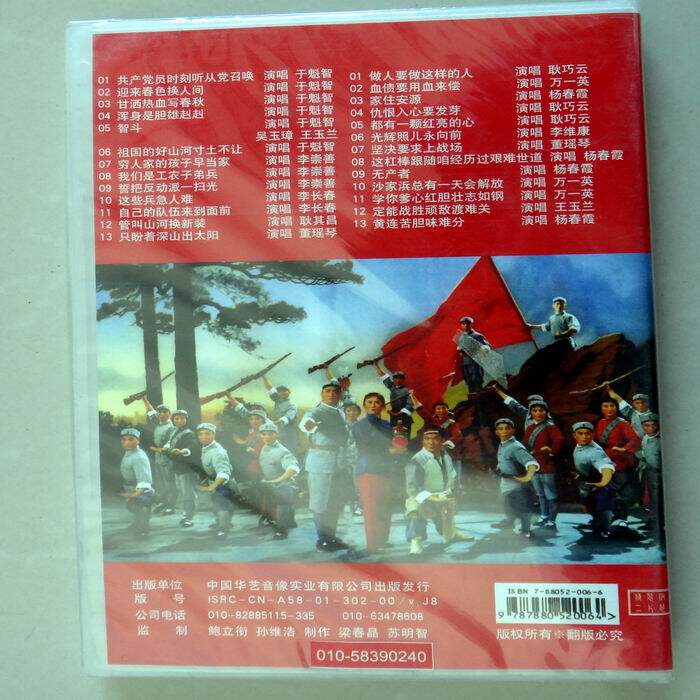 01 共产党员时刻听从党召唤 演唱 于魁智
02 迎来春色换人间 演唱 于魁智
03 甘洒热血写春秋 演唱 于魁智
04 浑身是胆雄赳赳 演唱 于魁智
05 智斗 演唱 于魁智
吴玉璋 王玉兰
06 祖国的好山河寸土不让 演唱 于魁智
07 穷人家的孩子早当家 演唱 李崇善
08 我们是工农子弟兵 演唱 李崇善
09 誓把反动派一扫光 演唱 李崇善
10 这些兵急人难 演唱 李长春
11 自己的队伍来到面前 演唱 李长春
12 管叫山河换新装 演唱 耿其昌
13 只盼着深山出太阳 演唱 董瑶琴
01 做人要做这样的人 演唱 耿巧云
02 血债要用血来偿 演唱 万一英
03 家住安源 演唱 杨春霞
04 仇恨入心要发芽 演唱 耿巧云
05 都有一颗红亮的心 演唱 耿巧云
06 光辉照儿永向前 演唱 李维康
07 坚决要求上战场 演唱 董瑶琴
08 这杠棒跟随咱经历过艰难世道 演唱 杨春霞
09 无产者 演唱 杨春霞
10 沙家浜总有一天会解放 演唱 万一英
11 学你爹心红胆壮志如钢 演唱 万一英
12 定能战胜顽敌渡难关 演唱 王玉兰
13 黄连苦胆味难分 演唱 杨春霞
出版单位 中国华艺音像实业有限公司出版发行
版 号 ISRC-CN-A58-01-302-00/v.J8
公司电话 010-82885115-335 010-63478608
监 制 鲍立衔 孙维浩 制作 梁春晶 苏明智
010-58390240
ISBN 7-88052-006-6
9 787880 520064 >
版权所有※翻版必究